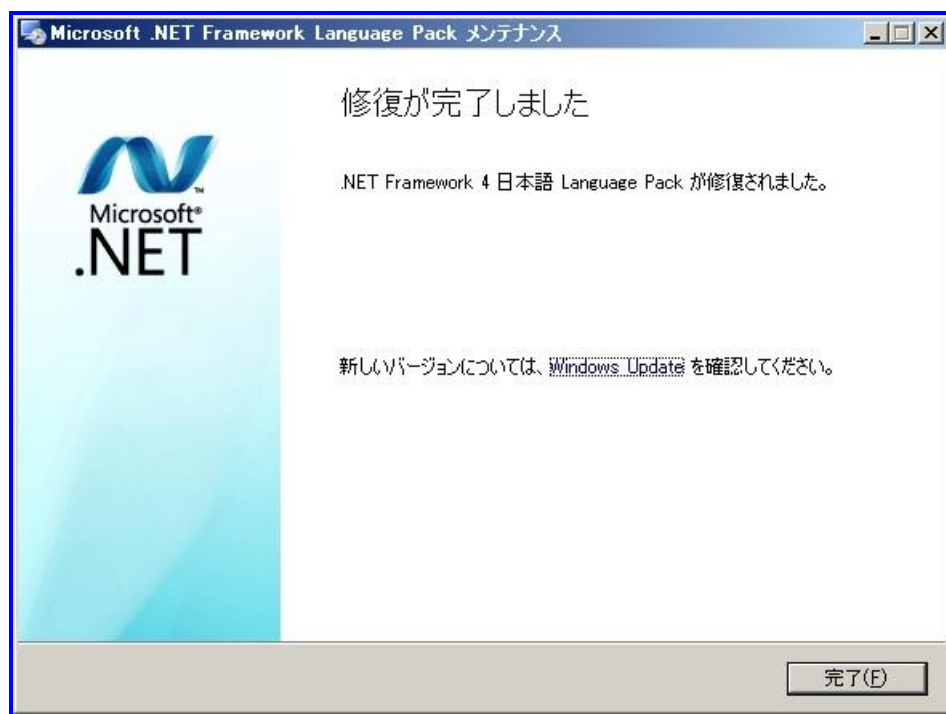 Microsoft .NET Framework Language Pack メンテナンス
修復が完了しました
.NET Framework 4 日本語 Language Pack が修復されました。
Microsoft®
.NET™
新しいバージョンについては、Windows Update を確認してください。
完了(F)